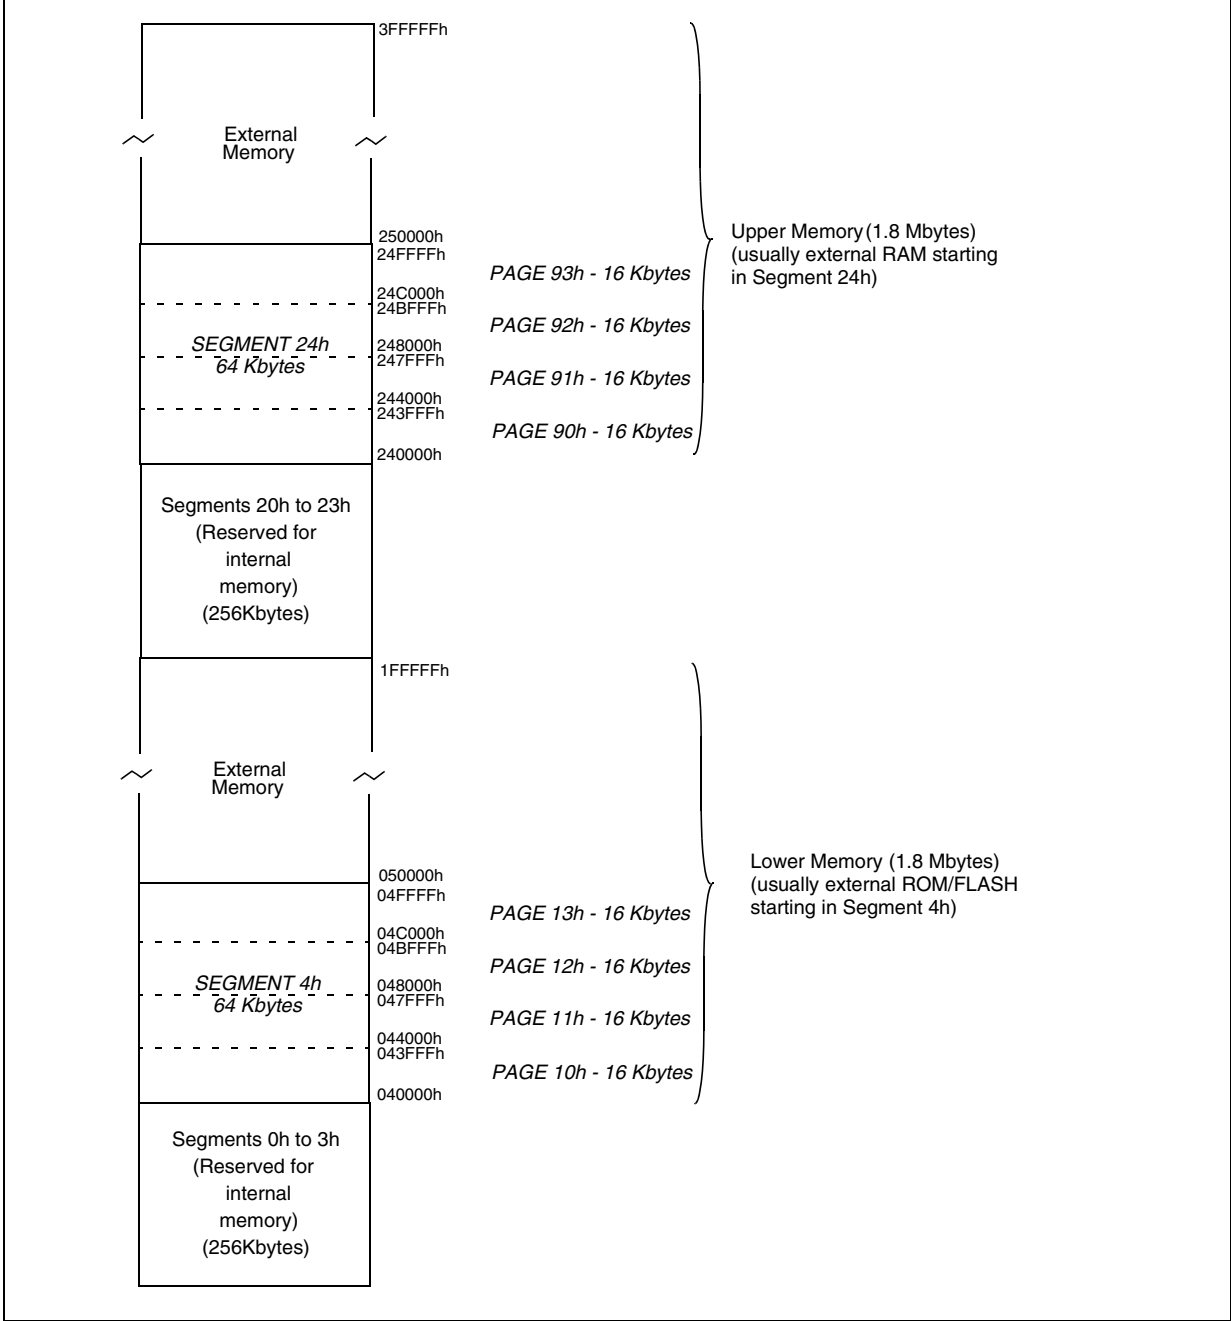 3FFFFFh
External
Memory
250000h
24FFFFh
PAGE 93h - 16 Kbytes
24C000h
24BFFFh
PAGE 92h - 16 Kbytes
SEGMENT 24h
64 Kbytes
248000h
247FFFh
PAGE 91h - 16 Kbytes
244000h
243FFFh
PAGE 90h - 16 Kbytes
240000h
Upper Memory (1.8 Mbytes)
(usually external RAM starting
in Segment 24h)
Segments 20h to 23h
(Reserved for
internal
memory)
(256Kbytes)
1FFFFFh
External
Memory
050000h
04FFFFh
PAGE 13h - 16 Kbytes
04C000h
04BFFFh
PAGE 12h - 16 Kbytes
SEGMENT 4h
64 Kbytes
048000h
047FFFh
PAGE 11h - 16 Kbytes
044000h
043FFFh
PAGE 10h - 16 Kbytes
040000h
Lower Memory (1.8 Mbytes)
(usually external ROM/FLASH
starting in Segment 4h)
Segments 0h to 3h
(Reserved for
internal
memory)
(256Kbytes)